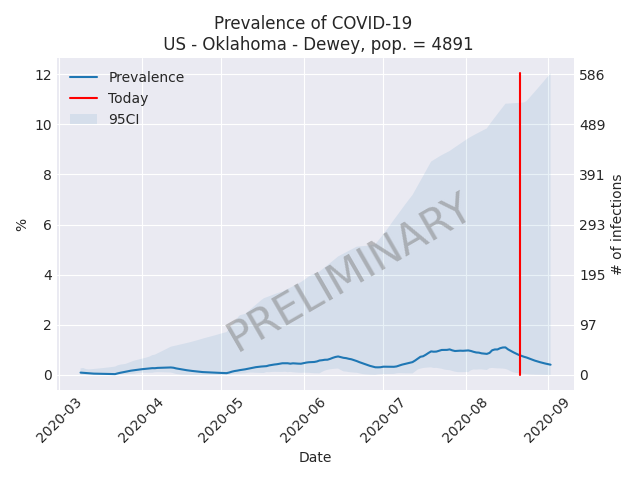 Prevalence of COVID-19
US - Oklahoma - Dewey, pop. = 4891
Prevalence
Today
95CI
PRELIMINARY
12
10
8
6
4
2
0
%
586
489
391
293
195
97
0
# of infections
2020-03
2020-04
2020-05
2020-06
2020-07
2020-08
2020-09
Date